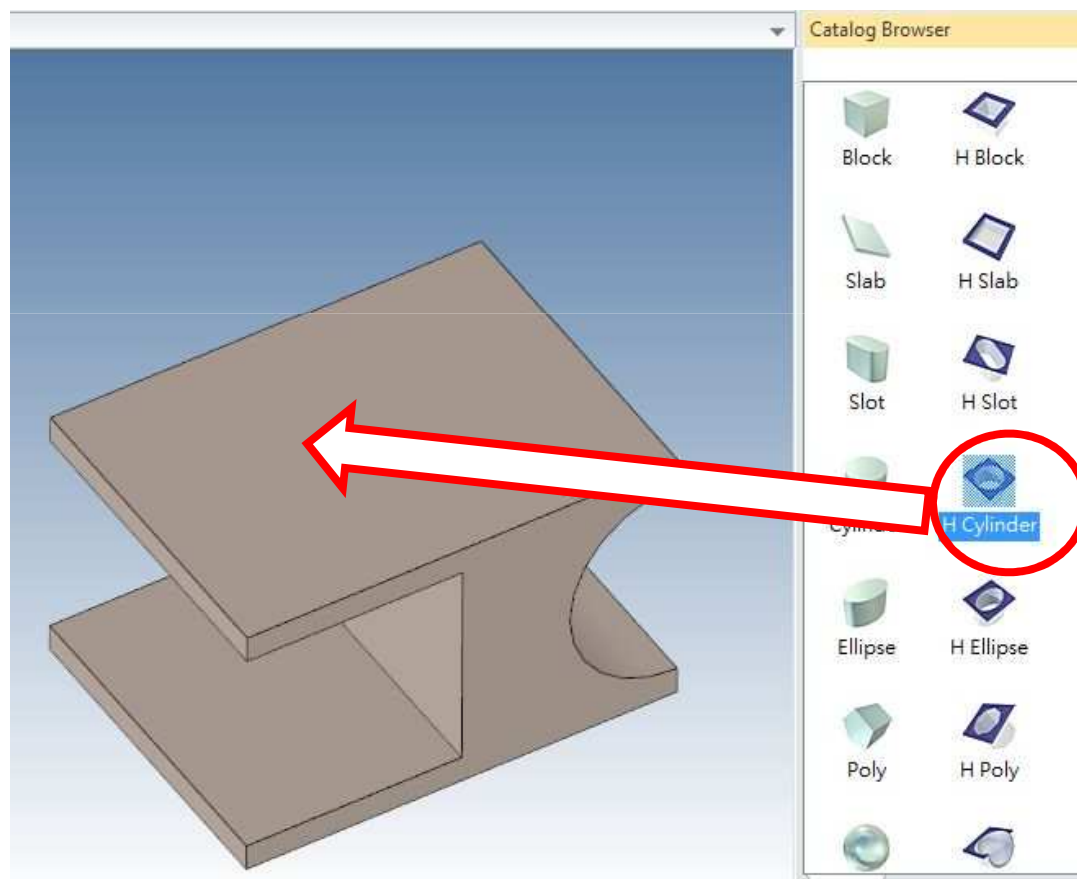 Catalog Browser
Block
H Block
Slab
H Slab
Slot
H Slot
H Cylinder
Ellipse
H Ellipse
Poly
H Poly